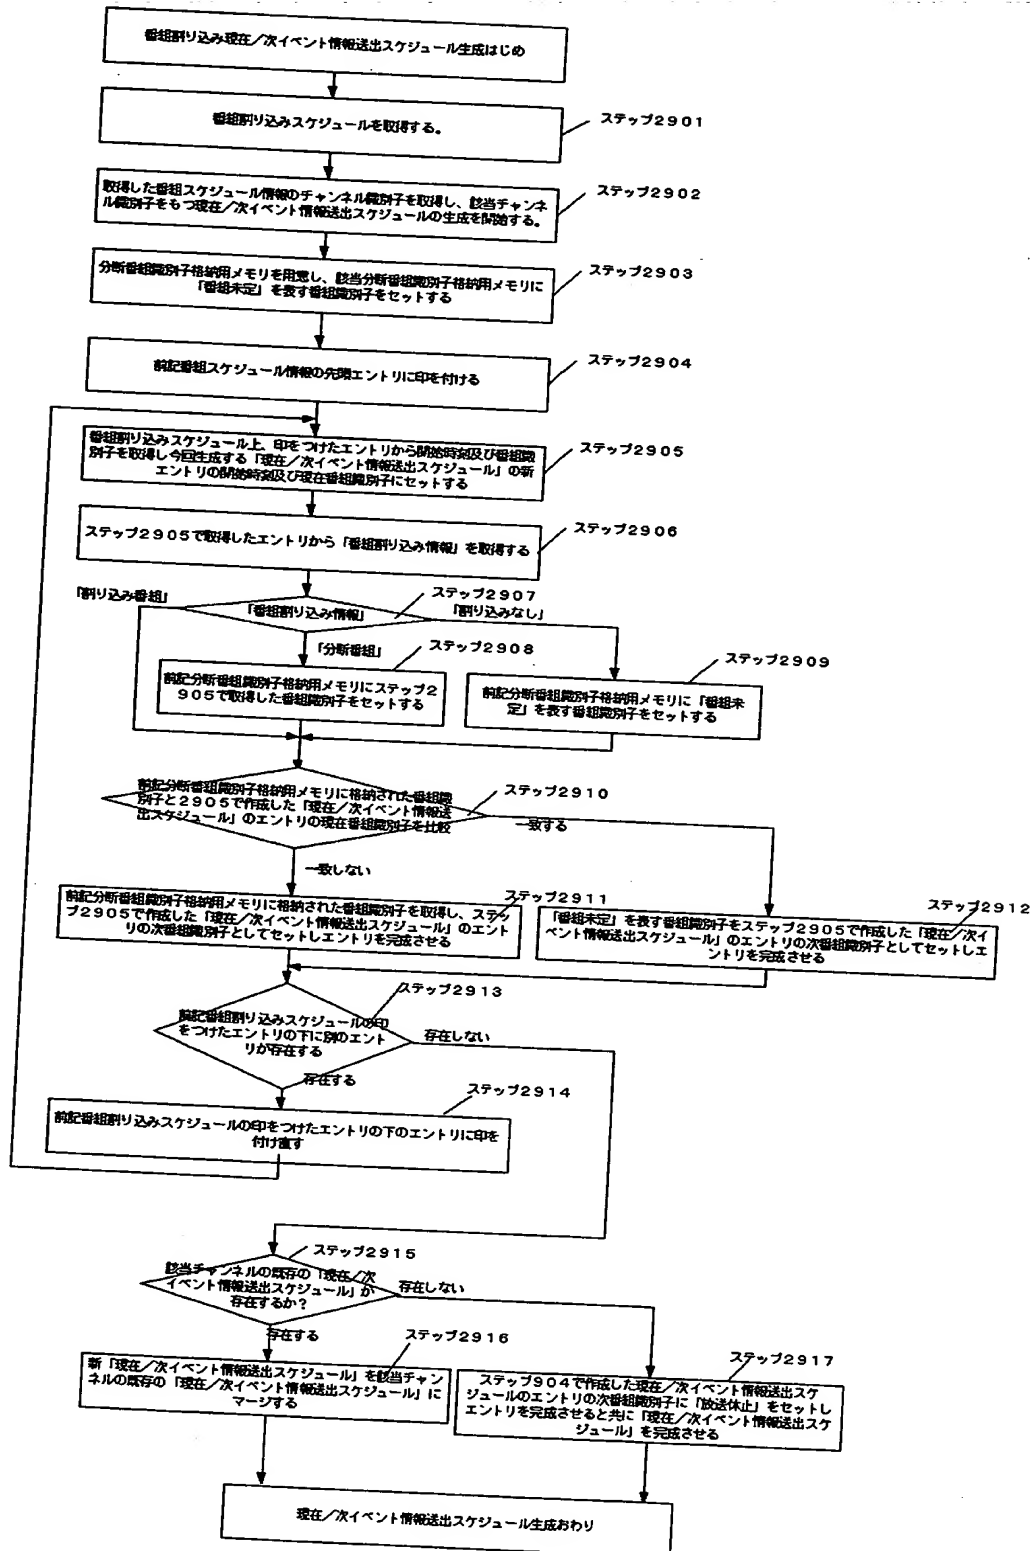 番組割り込み現在/次イベント情報送出スケジュール生成はじめ
番組割り込みスケジュールを取得する。
ステップ2901
取得した番組スケジュール情報のチャンネル識別子を取得し、該当チャンネ
ル識別子をもつ現在/次イベント情報送出スケジュールの生成を開始する。
ステップ2902
分断番組識別子格納用メモリを用意し、該当分断番組識別子格納用メモリに
「番組未定」を表す番組識別子をセットする
ステップ2903
前記番組スケジュール情報の先頭エントリに印を付ける
ステップ2904
番組割り込みスケジュール上、印をつけたエントリから開始時刻及び番組識
別子を取得し今回生成する「現在/次イベント情報送出スケジュール」の新
エントリの開始時刻及び現在番組識別子にセットする
ステップ2905
ステップ2905で取得したエントリから「番組割り込み情報」を取得する
ステップ2906
「割り込み番組」
「番組割り込み情報」
ステップ2907
「割り込みなし」
「分断番組」
ステップ2908
前記分断番組識別子格納用メモリにステップ2
905で取得した番組識別子をセットする
ステップ2909
前記分断番組識別子格納用メモリに「番組未
定」を表す番組識別子をセットする
前記分断番組識別子格納用メモリに格納された番組識
別子と2905で作成した「現在/次イベント情報送
出スケジュール」のエントリの現在番組識別子を比較
ステップ2910
一致する
一致しない
ステップ2911
前記分断番組識別子格納用メモリに格納された番組識別子を取得し、ステッ
プ2905で作成した「現在/次イベント情報送出スケジュール」のエント
リの次番組識別子としてセットしエントリを完成させる
ステップ2912
「番組未定」を表す番組識別子をステップ2905で作成した「現在/次イ
ベント情報送出スケジュール」のエントリの次番組識別子としてセットしエ
ントリを完成させる
ステップ2913
前記番組割り込みスケジュールの印
をつけたエントリの下に別のエント
リが存在する
存在しない
存在する
ステップ2914
前記番組割り込みスケジュールの印をつけたエントリの下のエントリに印を
付け直す
ステップ2915
該当チャンネルの既存の「現在/次
イベント情報送出スケジュール」が
存在するか?
存在しない
存在する
ステップ2916
新「現在/次イベント情報送出スケジュール」を該当チャン
ネルの既存の「現在/次イベント情報送出スケジュール」に
マージする
ステップ2917
ステップ904で作成した現在/次イベント情報送出スケ
ジュールのエントリの次番組識別子に「放送休止」をセットし
エントリを完成させると共に「現在/次イベント情報送出スケ
ジュール」を完成させる
現在/次イベント情報送出スケジュール生成おわり